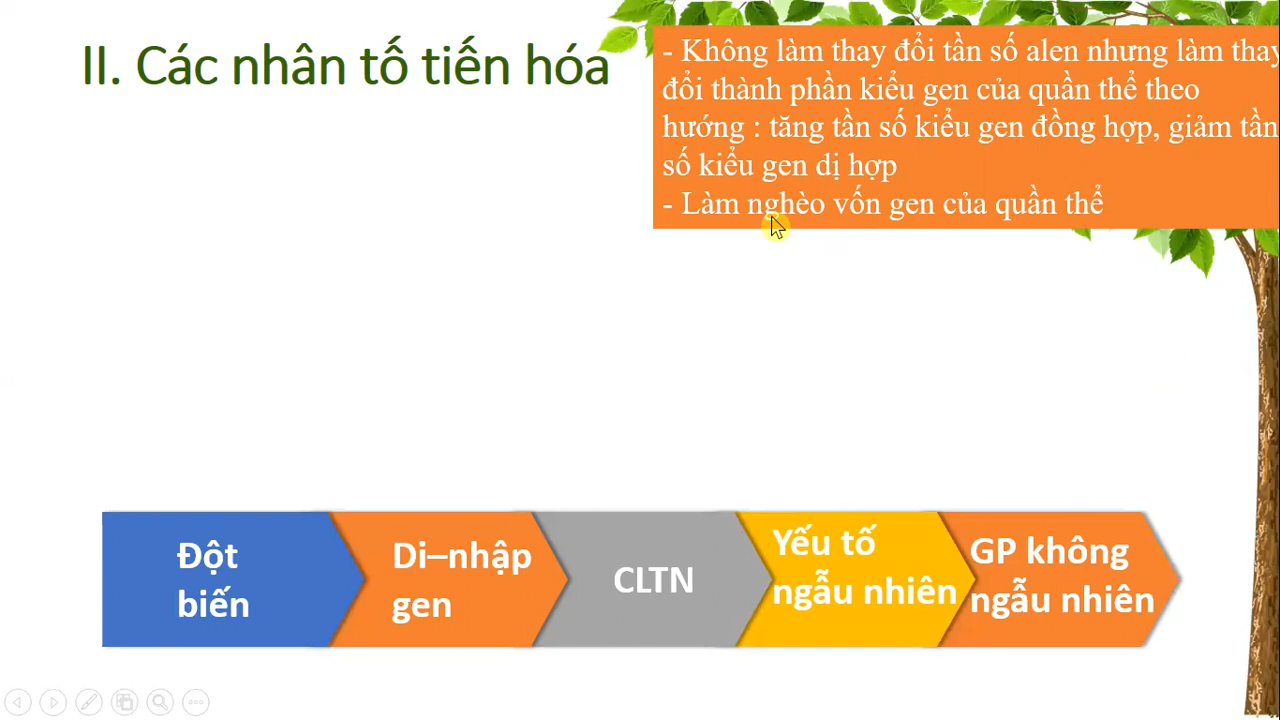 II. Các nhân tố tiến hóa
- Không làm thay đổi tần số alen nhưng làm thay
đổi thành phần kiểu gen của quần thể theo
hướng : tăng tần số kiểu gen đồng hợp, giảm tần
số kiểu gen dị hợp
- Làm nghèo vốn gen của quần thể
Đột
biến
Di–nhập
gen
CLTN
Yếu tố
ngẫu nhiên
GP không
ngẫu nhiên